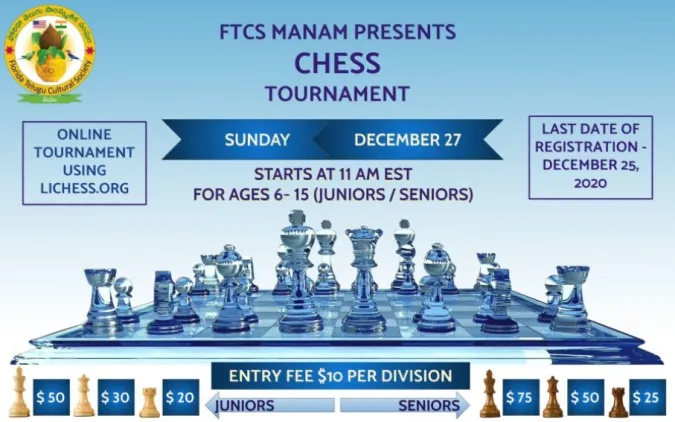 FTCS MANAM PRESENTS
CHESS
TOURNAMENT
Florida Telugu Cultural Society
ONLINE
TOURNAMENT
USING
LICHESS.ORG
SUNDAY
DECEMBER 27
LAST DATE OF
REGISTRATION -
DECEMBER 25,
2020
STARTS AT 11 AM EST
FOR AGES 6- 15 (JUNIORS / SENIORS)
ENTRY FEE $10 PER DIVISION
$ 50
$ 30
$ 20
JUNIORS
SENIORS
$ 75
$ 50
$ 25